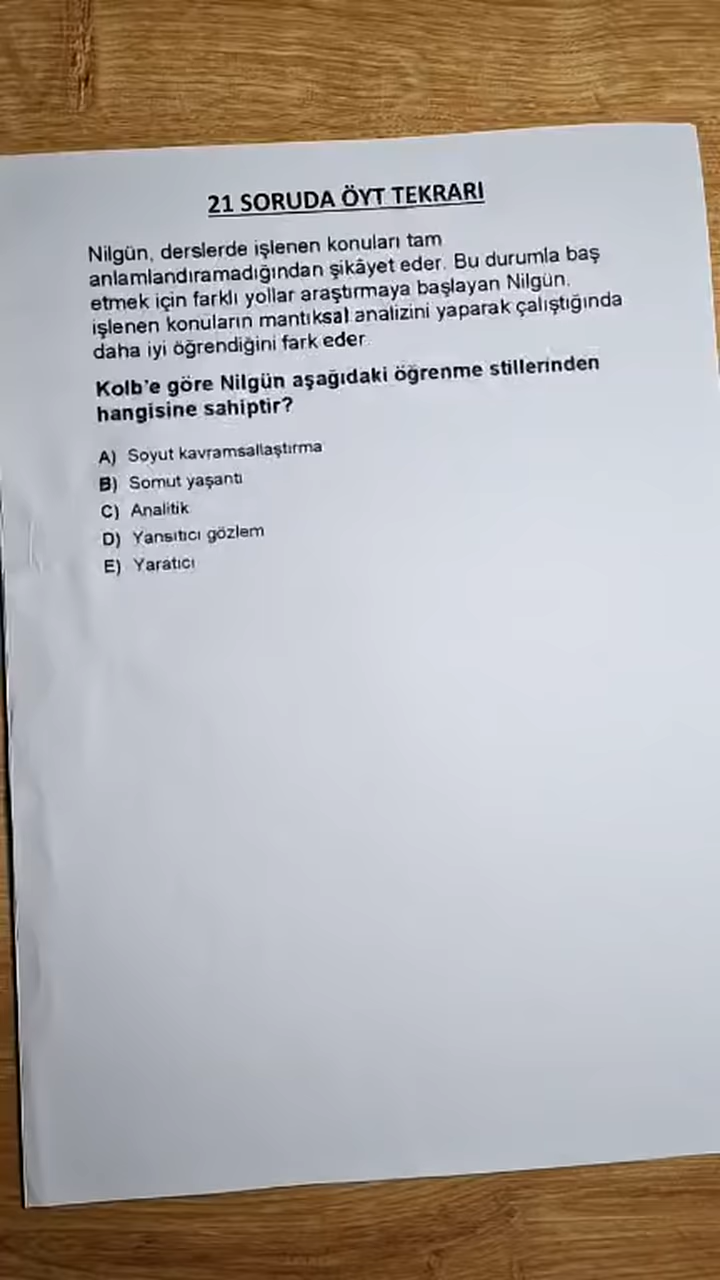 21 SORUDA ÖYT TEKRARI
Nilgün, derslerde işlenen konuları tam
anlamlandıramadığından şikâyet eder. Bu durumla baş
etmek için farklı yollar araştırmaya başlayan Nilgün,
işlenen konuların mantıksal analizini yaparak çalıştığında
daha iyi öğrendiğini fark eder.
Kolb'e göre Nilgün aşağıdaki öğrenme stillerinden
hangisine sahiptir?
A) Soyut kavramsallaştırma
B) Somut yaşantı
C) Analitik
D) Yansıtıcı gözlem
E) Yaratıcı